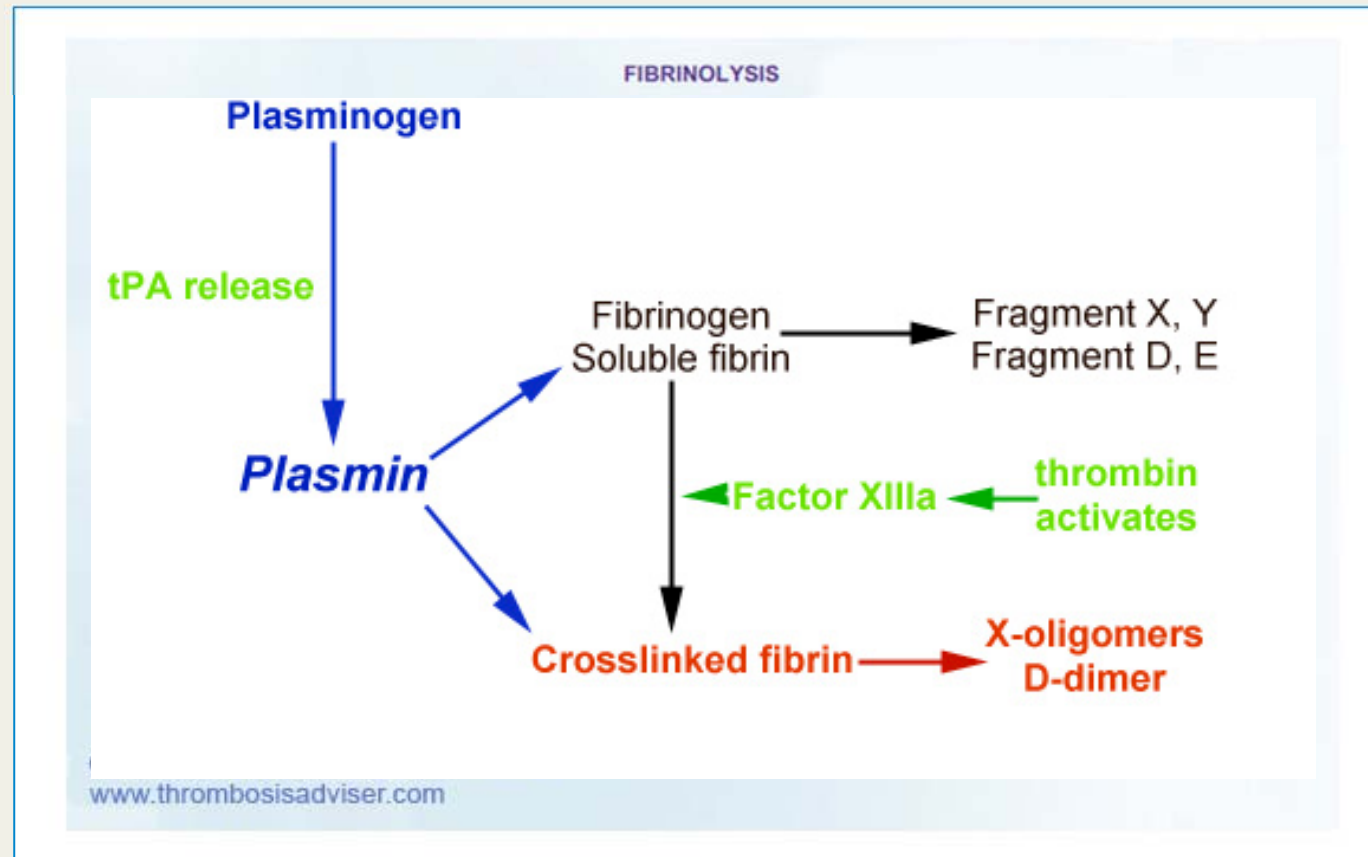 FIBRINOLYSIS
Plasminogen
tPA release
Fibrinogen
Soluble fibrin
Fragment X, Y
Fragment D, E
Plasmin
Factor XIIIa
thrombin
activates
Crosslinked fibrin
X-oligomers
D-dimer
www.thrombosisadviser.com